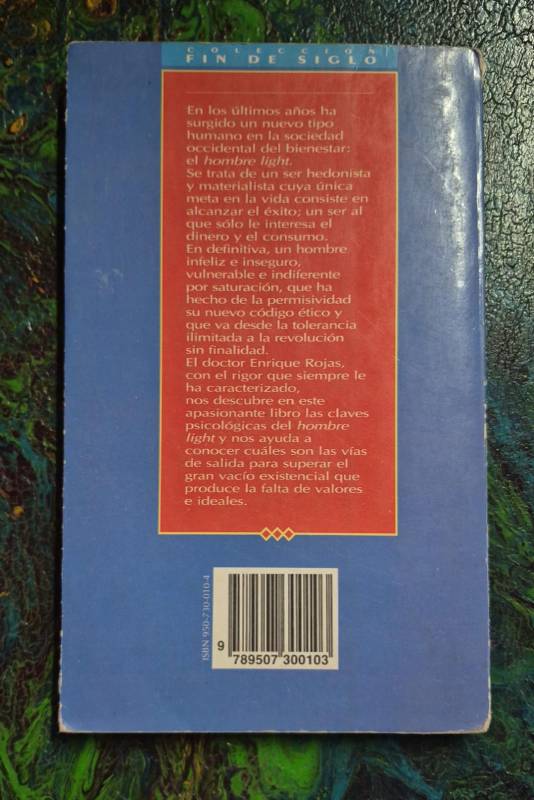 COLECCION
FIN DE SIGLO
En los últimos años ha
surgido un nuevo tipo
humano en la sociedad
occidental del bienestar:
el hombre light.
Se trata de un ser hedonista
y materialista cuya única
meta en la vida consiste en
alcanzar el éxito; un ser al
que sólo le interesa el
dinero y el consumo.
En definitiva, un hombre
infeliz e inseguro,
vulnerable e indiferente
por saturación, que ha
hecho de la permisividad
su nuevo código ético y
que va desde la tolerancia
ilimitada a la revolución
sin finalidad.
El doctor Enrique Rojas,
con el rigor que siempre le
ha caracterizado,
nos descubre en este
apasionante libro las claves
psicológicas del hombre
light y nos ayuda a
conocer cuáles son las vías
de salida para superar el
gran vacío existencial que
produce la falta de valores
e ideales.
ISBN 950-730-010-4
9 789507 300103